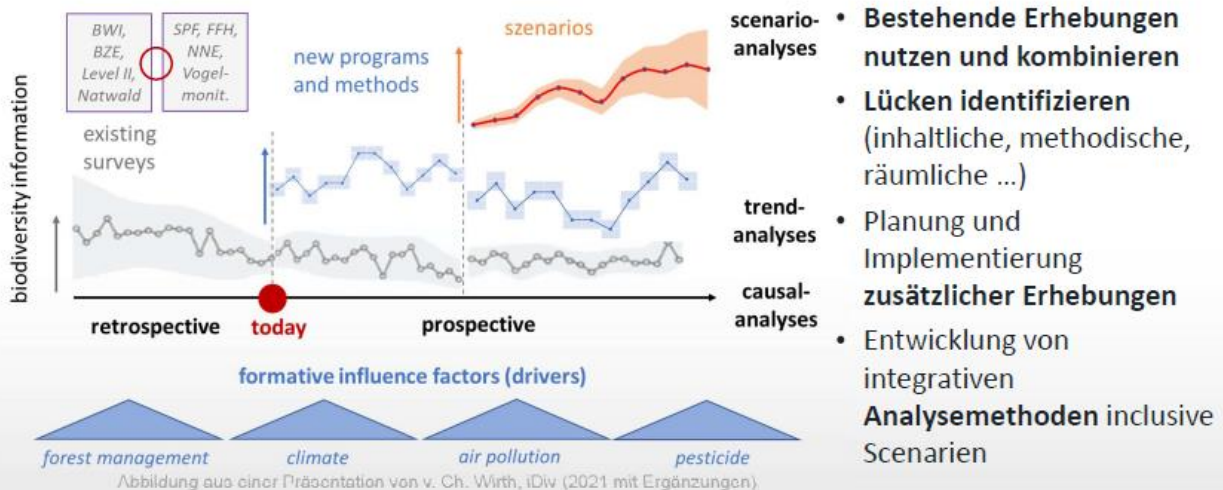 BWI,
BZE,
Level II,
Natwald
SPF, FFH,
NNE,
Vogel-
monit.
existing
surveys
new programs
and methods
szenarios
scenario-
analyses
trend-
analyses
causal-
analyses
biodiversity information
retrospective
today
prospective
formative influence factors (drivers)
forest management
climate
air pollution
pesticide
Abbildung aus einer Präsentation von v. Ch. Wirth, iDiv (2021 mit Ergänzungen)
• Bestehende Erhebungen
nutzen und kombinieren
• Lücken identifizieren
(inhaltliche, methodische,
räumliche ...)
• Planung und
Implementierung
zusätzlicher Erhebungen
• Entwicklung von
integrativen
Analysemethoden inclusive
Scenarien